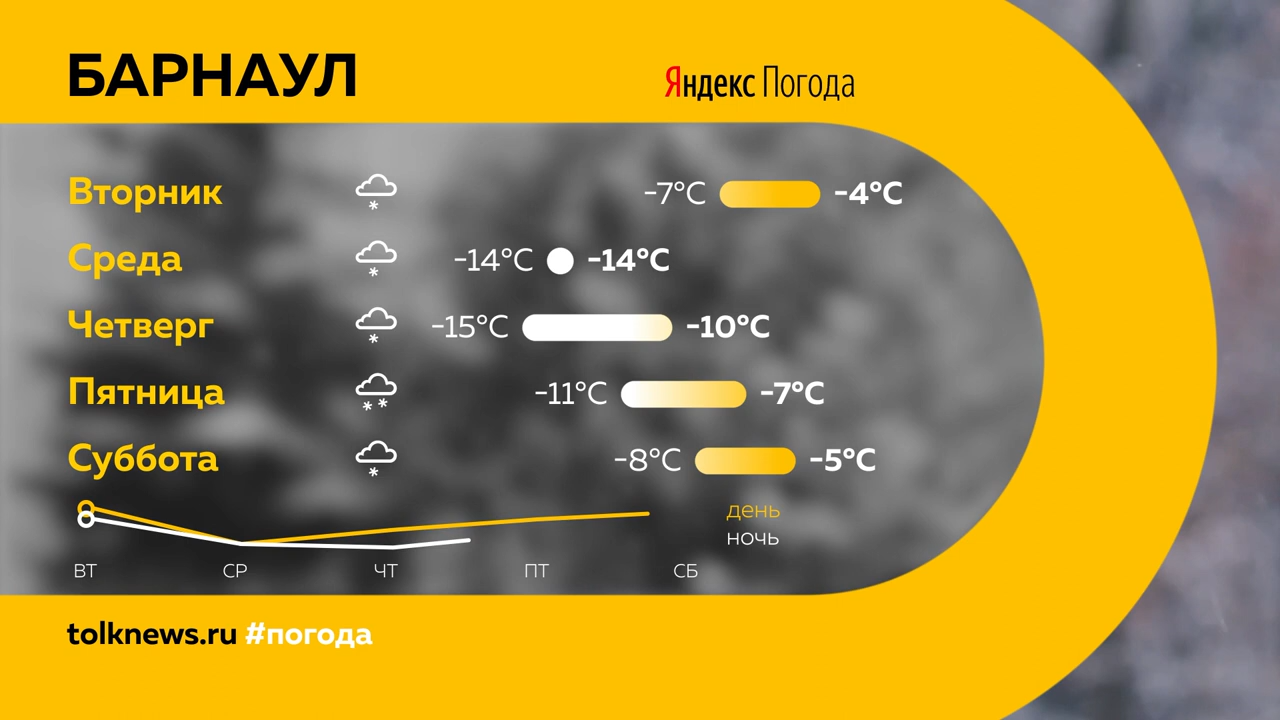 БАРНАУЛ
Яндекс Погода
Вторник -7°C -4°C
Среда -14°C -14°C
Четверг -15°C -10°C
Пятница -11°C -7°C
Суббота -8°C -5°C
день
ночь
ВТ СР ЧТ ПТ СБ
tolknews.ru #погода